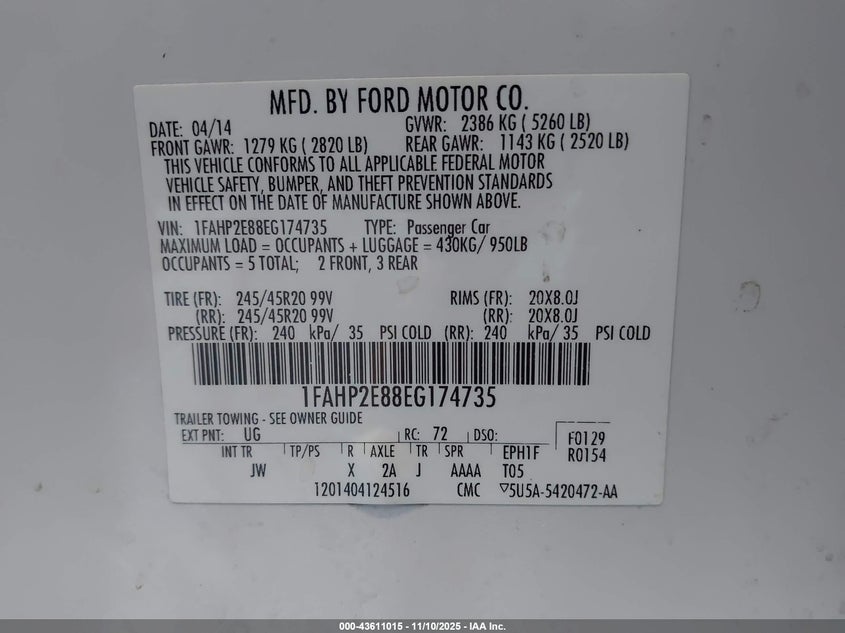 MFD. BY FORD MOTOR CO.
DATE: 04/14 GVWR: 2386 KG ( 5260 LB)
FRONT GAWR: 1279 KG ( 2820 LB) REAR GAWR: 1143 KG ( 2520 LB)
THIS VEHICLE CONFORMS TO ALL APPLICABLE FEDERAL MOTOR
VEHICLE SAFETY, BUMPER, AND THEFT PREVENTION STANDARDS
IN EFFECT ON THE DATE OF MANUFACTURE SHOWN ABOVE.
VIN: 1FAHP2E88EG174735 TYPE: Passenger Car
MAXIMUM LOAD = OCCUPANTS + LUGGAGE = 430KG/ 950LB
OCCUPANTS = 5 TOTAL; 2 FRONT, 3 REAR
TIRE (FR): 245/45R20 99V RIMS (FR): 20X8.0J
(RR): 245/45R20 99V (RR): 20X8.0J
PRESSURE (FR): 240 kPa/ 35 PSI COLD (RR): 240 kPa/ 35 PSI COLD
1FAHP2E88EG174735
TRAILER TOWING - SEE OWNER GUIDE
EXT PNT: UG RC: 72 DSO: F0129
INT TR TP/PS R AXLE TR SPR EPH1F R0154
JW X 2A J AAAA T05
1201404124516 CMC ▽5U5A-5420472-AA
000-43611015 - 11/10/2025 - IAA Inc.